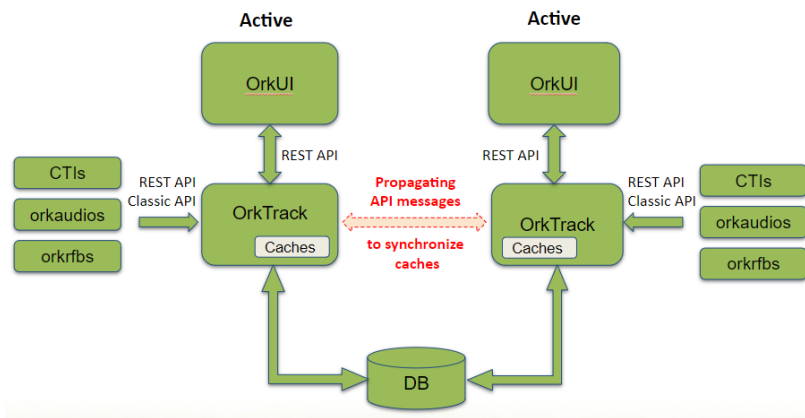 Active
Active
OrkUI
OrkUI
REST API
REST API
CTIs
orkaudios
orkrfbs
REST API
Classic API
OrkTrack
Caches
Propagating
API messages
to synchronize
caches
OrkTrack
Caches
REST API
Classic API
CTIs
orkaudios
orkrfbs
DB